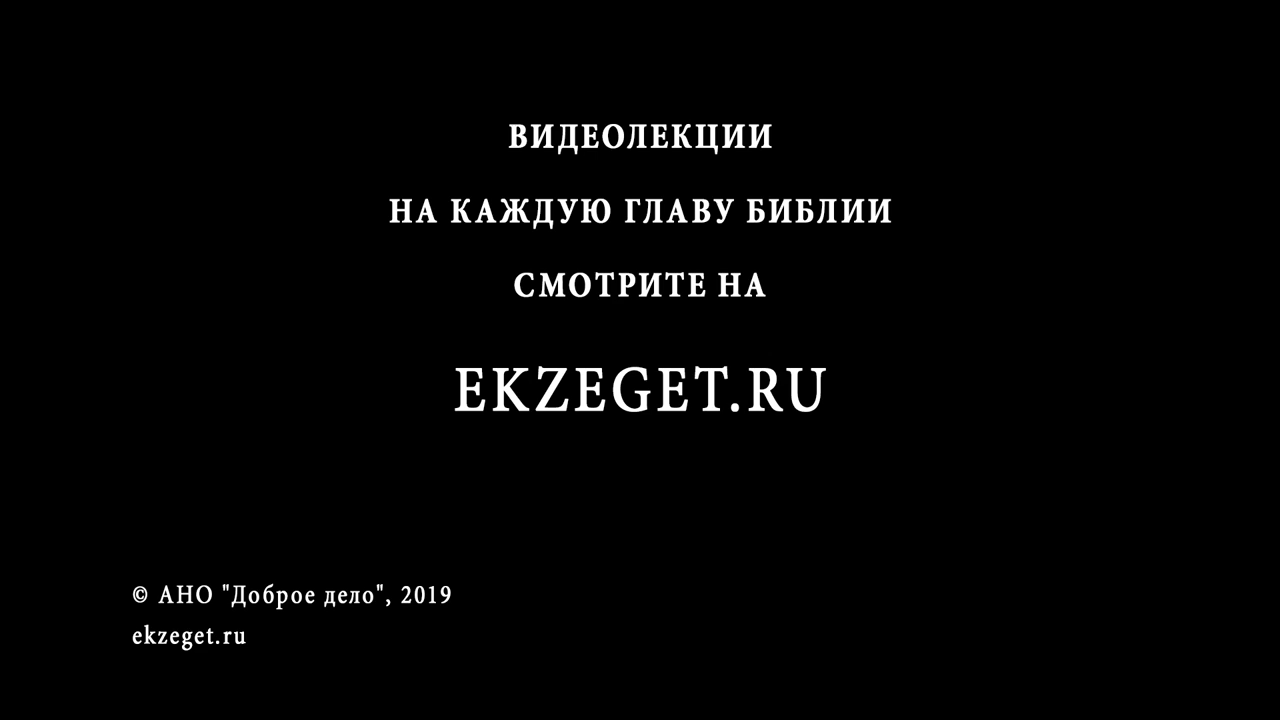 ВИДЕОЛЕКЦИИ
НА КАЖДУЮ ГЛАВУ БИБЛИИ
СМОТРИТЕ НА
EKZEGET.RU
© АНО "Доброе дело", 2019
ekzeget.ru